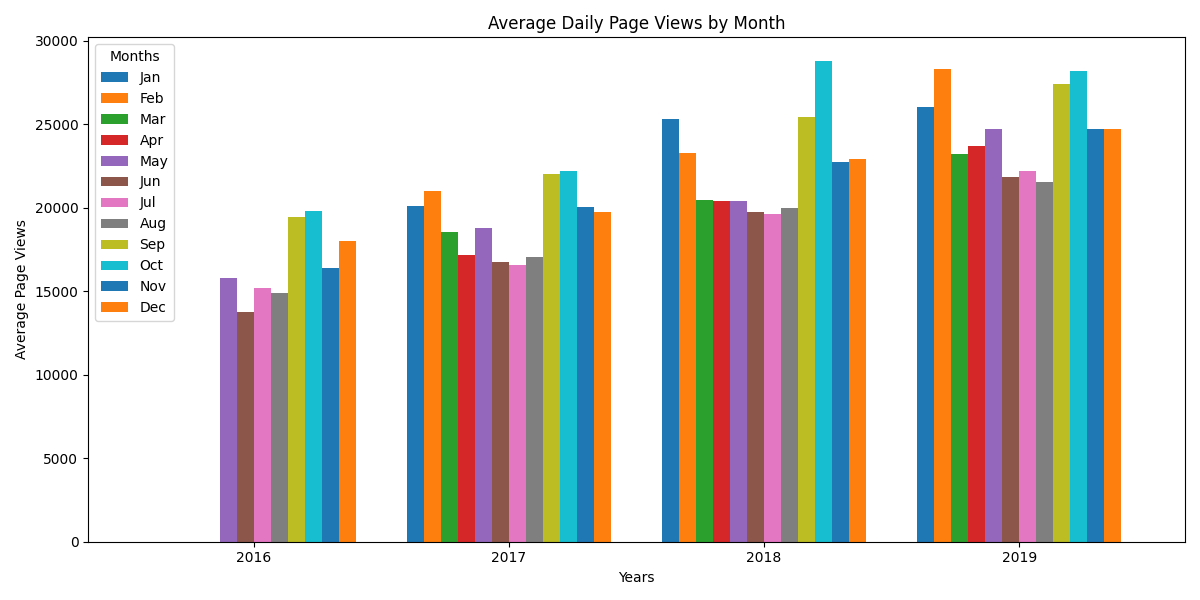 Average Daily Page Views by Month
30000
25000
20000
15000
10000
5000
0
Average Page Views
Months
Jan
Feb
Mar
Apr
May
Jun
Jul
Aug
Sep
Oct
Nov
Dec
2016 2017 2018 2019
Years